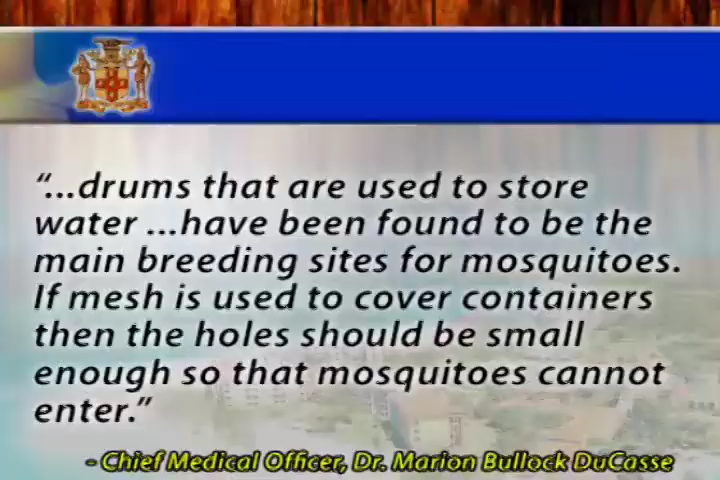 “...drums that are used to store
water ...have been found to be the
main breeding sites for mosquitoes.
If mesh is used to cover containers
then the holes should be small
enough so that mosquitoes cannot
enter.”
- Chief Medical Officer, Dr. Marion Bullock DuCasse